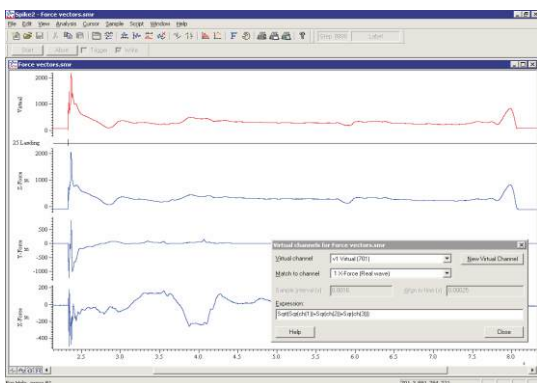 Spike2 - Force vectors.smr
File Edit View Analysis Cursor Sample Script Window Help
Start Abort Trigger Write
Force vectors.smr
2000
1000
0
Virtual
25 Landing
2000
1000
0
Z-Force
N
500
0
-500
-1000
Y-Force
N
200
0
-200
-400
X-Force
N
2.5 3.0 3.5 4.0 4.5 5.0 5.5 6.0 6.5 7.0 7.5 8.0
Virtual channels for Force vectors.smr
Virtual channel v1 Virtual (701) New Virtual Channel
Match to channel 1 X-Force (Real wave)
Sample interval (s) Align to time (s) 0.00025
Expression:
Sqrt(Sqr(ch(1))+Sqr(ch(2))+Sqr(ch(3)))
Help Close